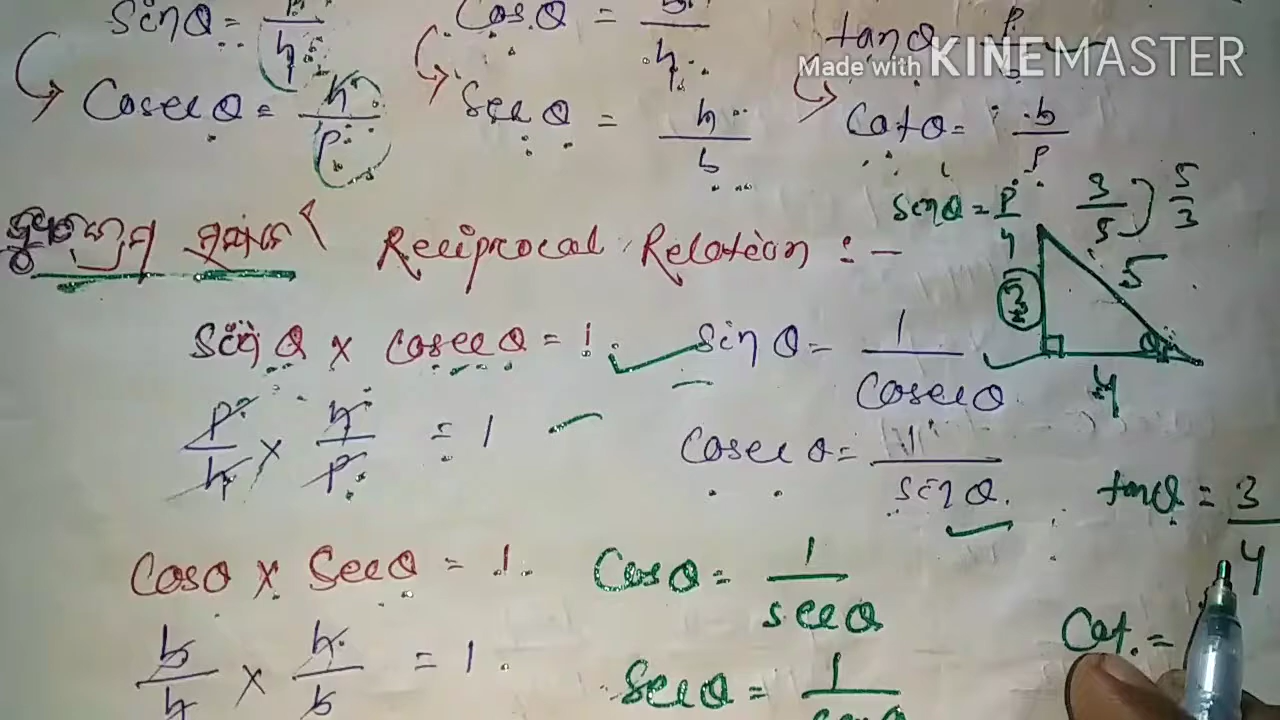 Sinθ = P/h Cosθ = b/h tanθ = P/b
Made with KINEMASTER
Cosecθ = h/P Secθ = h/b Cotθ = b/P
Sinθ = P/h 3/5 5/3
Reciprocal Relation :-
3 5
Sinθ × Cosecθ = 1. Sinθ = 1/Cosecθ
θ
4
P/h × h/P = 1 Cosecθ = 1/sinθ.
tanθ = 3/4
Cosθ × Secθ = 1. Cosθ = 1/secθ
Cot. =
b/h × h/b = 1. Secθ = 1/cosθ